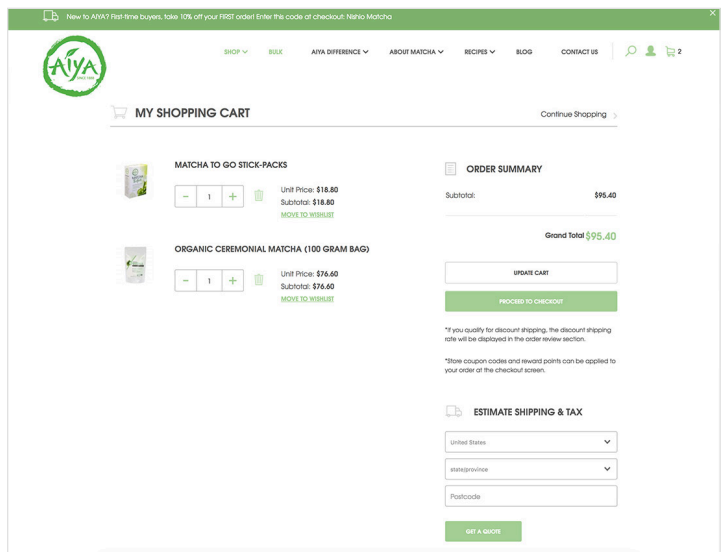 New to AIYA? First-time buyers, take 10% off your FIRST order! Enter this code at checkout: Nishio Matcha
AIYA
SINCE 1888
SHOP
BULK
AIYA DIFFERENCE
ABOUT MATCHA
RECIPES
BLOG
CONTACT US
2
MY SHOPPING CART
Continue Shopping
MATCHA TO GO STICK-PACKS
- 1 +
Unit Price: $18.80
Subtotal: $18.80
MOVE TO WISHLIST
ORGANIC CEREMONIAL MATCHA (100 GRAM BAG)
- 1 +
Unit Price: $76.60
Subtotal: $76.60
MOVE TO WISHLIST
ORDER SUMMARY
Subtotal: $95.40
Grand Total $95.40
UPDATE CART
PROCEED TO CHECKOUT
*If you qualify for discount shipping, the discount shipping
rate will be displayed in the order review section.
*Store coupon codes and reward points can be applied to
your order at the checkout screen.
ESTIMATE SHIPPING & TAX
United States
state/province
Postcode
GET A QUOTE